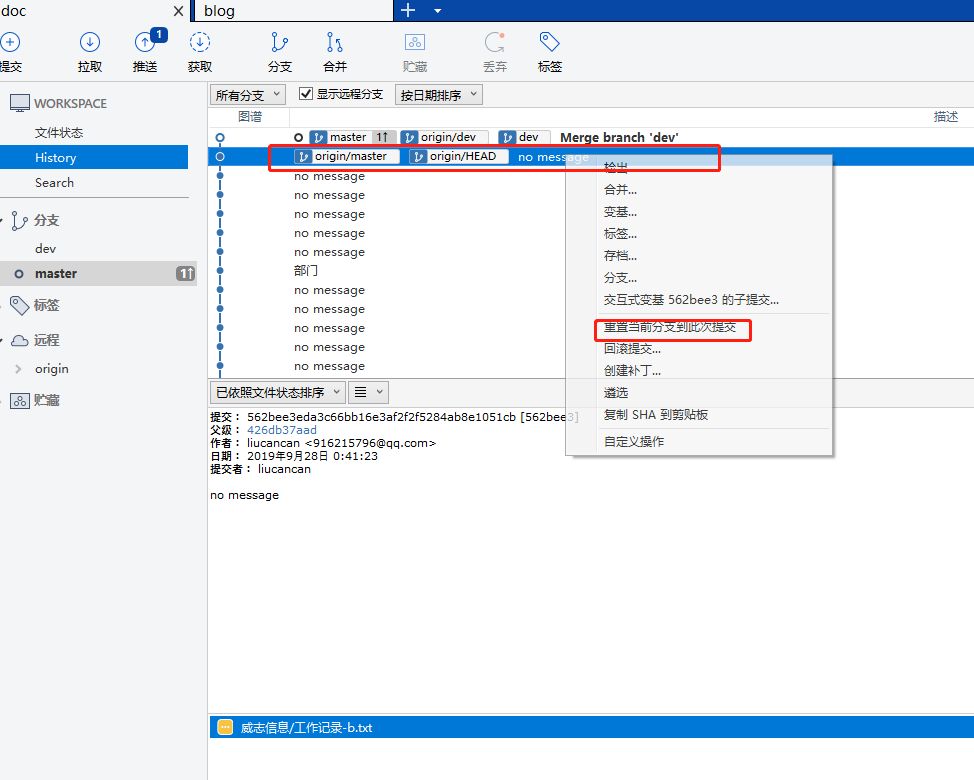 doc
blog
1
提交
拉取
推送
获取
分支
合并
贮藏
丢弃
标签
WORKSPACE
文件状态
History
Search
分支
dev
master 1↑
标签
远程
origin
贮藏
所有分支
显示远程分支
按日期排序
图谱
描述
master 1↑ origin/dev dev Merge branch 'dev'
origin/master origin/HEAD no message
no message
no message
no message
no message
no message
部门
no message
no message
no message
no message
no message
检出
合并...
变基...
标签...
存档...
分支...
交互式变基 562bee3 的子提交...
重置当前分支到此次提交
回滚提交...
创建补丁...
遴选
复制 SHA 到剪贴板
自定义操作
已依照文件状态排序
提交： 562bee3eda3c66bb16e3af2f2f5284ab8e1051cb [562bee3]
父级： 426db37aad
作者： liucancan <916215796@qq.com>
日期： 2019年9月28日 0:41:23
提交者： liucancan
no message
威志信息/工作记录-b.txt